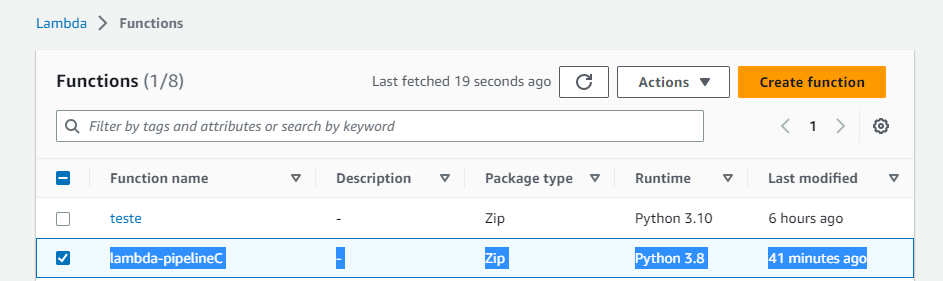 Lambda > Functions
Functions (1/8) Last fetched 19 seconds ago Actions Create function
Filter by tags and attributes or search by keyword 1
Function name Description Package type Runtime Last modified
teste - Zip Python 3.10 6 hours ago
lambda-pipelineC - Zip Python 3.8 41 minutes ago